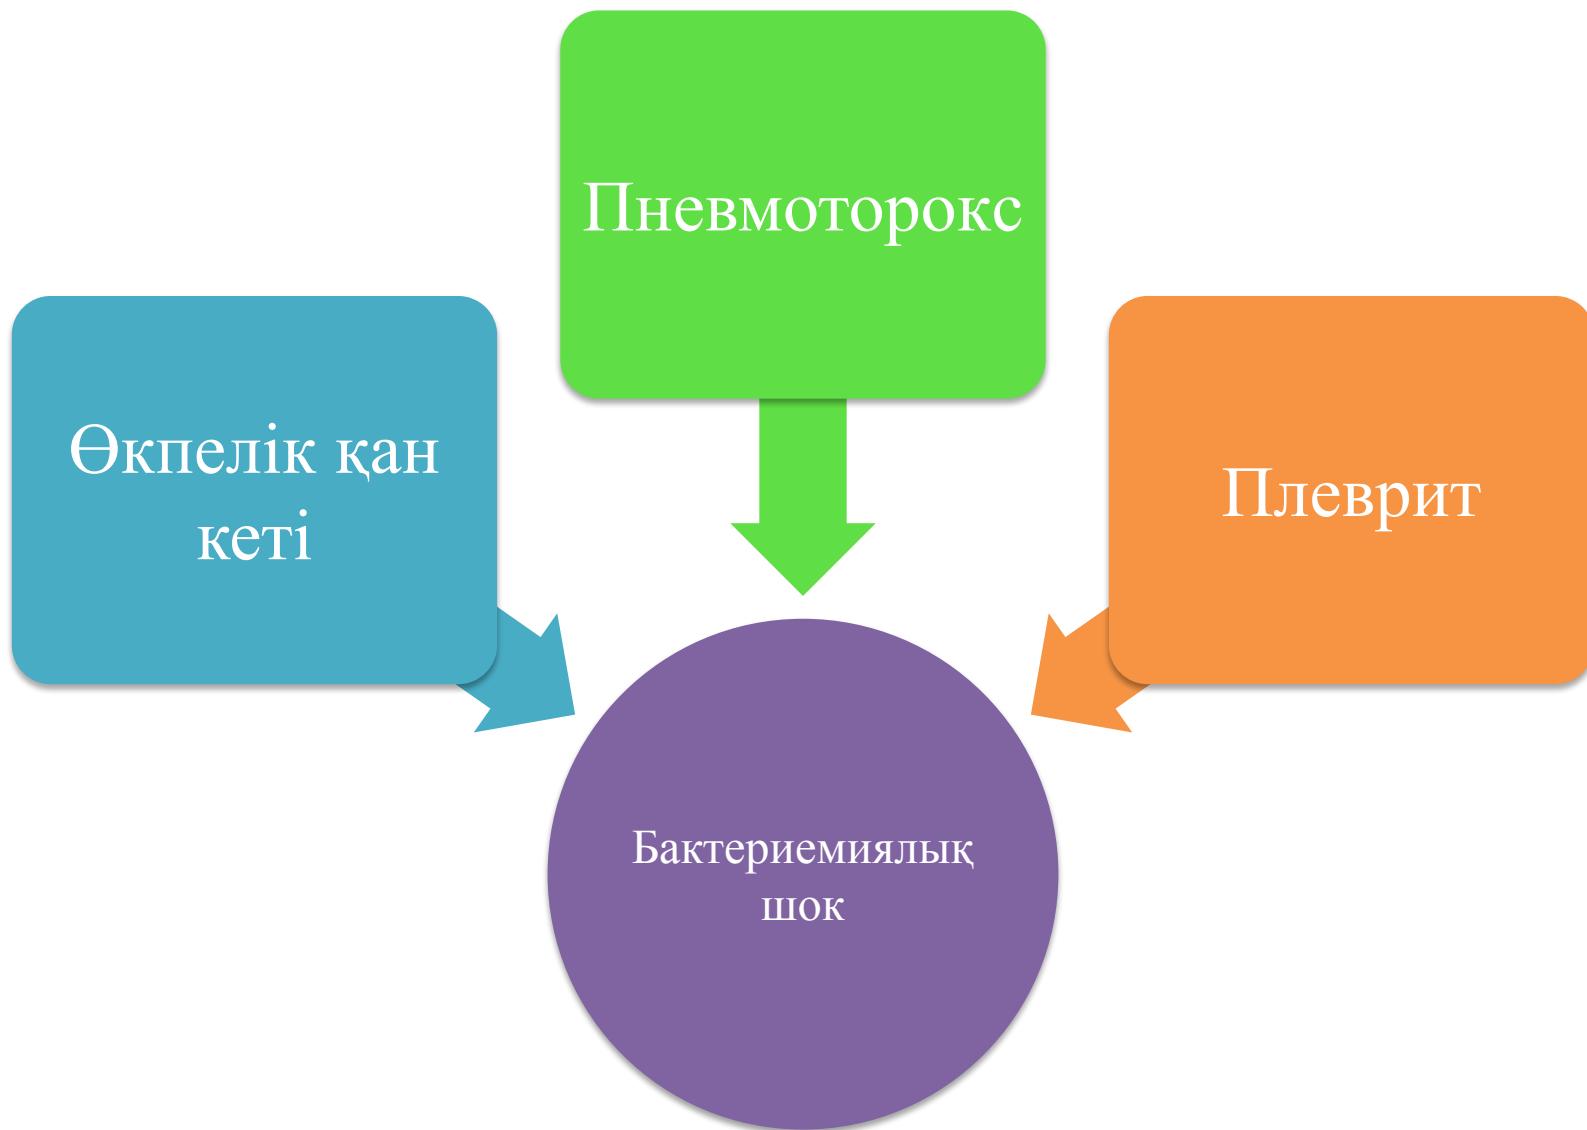 Пневмоторокс
Өкпелік қан
кеті
Плеврит
Бактериемиялық
шок